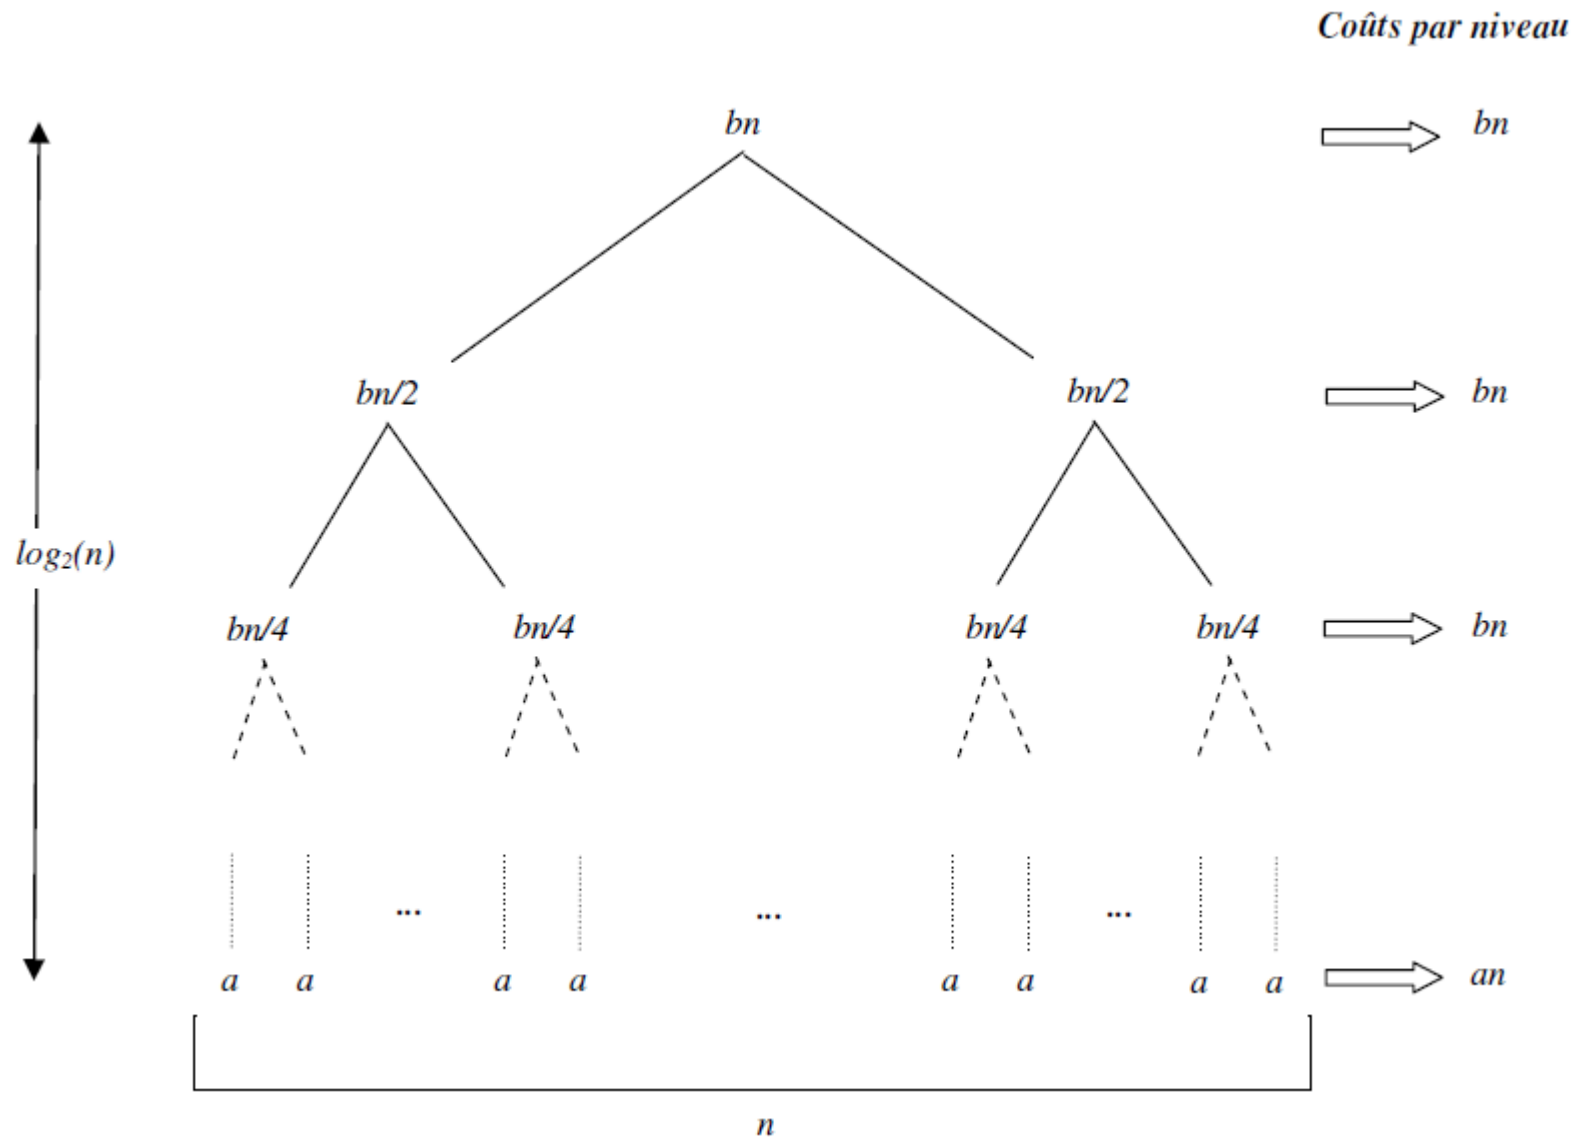 Coûts par niveau
bn bn
bn/2 bn/2 bn
log₂(n)
bn/4 bn/4 bn/4 bn/4 bn
... ... ...
a a a a a a a a an
n